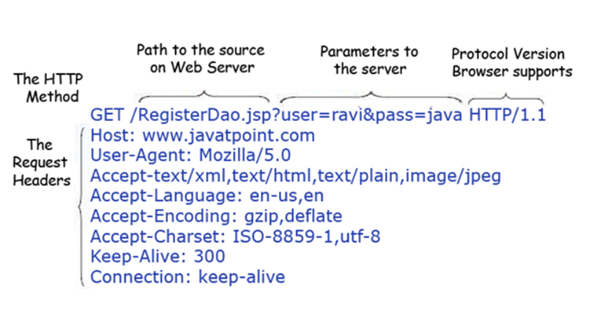 Path to the source
on Web Server
Parameters to
the server
Protocol Version
Browser supports
The HTTP
Method
GET /RegisterDao.jsp?user=ravi&pass=java HTTP/1.1
The
Request
Headers
Host: www.javatpoint.com
User-Agent: Mozilla/5.0
Accept-text/xml,text/html,text/plain,image/jpeg
Accept-Language: en-us,en
Accept-Encoding: gzip,deflate
Accept-Charset: ISO-8859-1,utf-8
Keep-Alive: 300
Connection: keep-alive